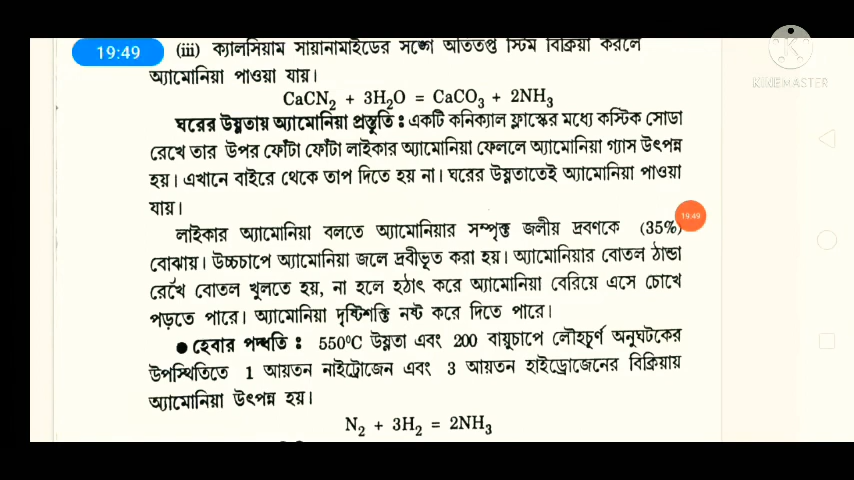 19:49
(iii) ক্যালসিয়াম সায়ানামাইডের সঙ্গে অতিতপ্ত স্টিম বিক্রিয়া করলে
অ্যামোনিয়া পাওয়া যায়।
CaCN₂ + 3H₂O = CaCO₃ + 2NH₃
ঘরের উষ্ণতায় অ্যামোনিয়া প্রস্তুতি : একটি কনিক্যাল ফ্লাস্কের মধ্যে কস্টিক সোডা
রেখে তার উপর ফোঁটা ফোঁটা লাইকার অ্যামোনিয়া ফেললে অ্যামোনিয়া গ্যাস উৎপন্ন
হয়। এখানে বাইরে থেকে তাপ দিতে হয় না। ঘরের উষ্ণতাতেই অ্যামোনিয়া পাওয়া
যায়।
19:49
লাইকার অ্যামোনিয়া বলতে অ্যামোনিয়ার সম্পৃক্ত জলীয় দ্রবণকে (35%)
বোঝায়। উচ্চচাপে অ্যামোনিয়া জলে দ্রবীভূত করা হয়। অ্যামোনিয়ার বোতল ঠান্ডা
রেখে বোতল খুলতে হয়, না হলে হঠাৎ করে অ্যামোনিয়া বেরিয়ে এসে চোখে
পড়তে পারে। অ্যামোনিয়া দৃষ্টিশক্তি নষ্ট করে দিতে পারে।
● হেবার পদ্ধতি : 550⁰C উষ্ণতা এবং 200 বায়ুচাপে লৌহচূর্ণ অনুঘটকের
উপস্থিতিতে 1 আয়তন নাইট্রোজেন এবং 3 আয়তন হাইড্রোজেনের বিক্রিয়ায়
অ্যামোনিয়া উৎপন্ন হয়।
N₂ + 3H₂ = 2NH₃
K
KINEMASTER